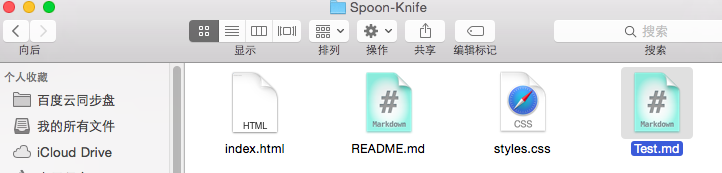 Spoon-Knife
搜索
向后
显示
排列
操作
共享
编辑标记
搜索
个人收藏
百度云同步盘
我的所有文件
iCloud Drive
HTML
#
Markdown
CSS
#
Markdown
index.html
README.md
styles.css
Test.md